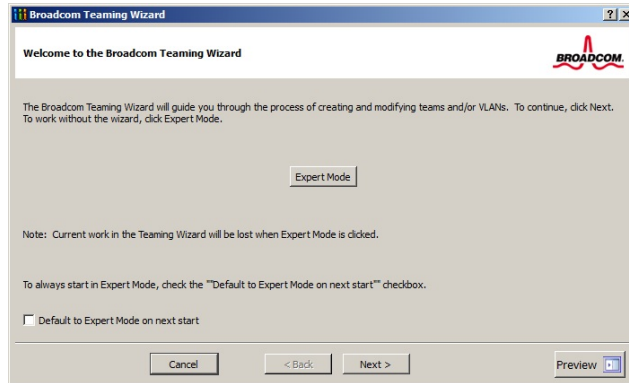 Broadcom Teaming Wizard
Welcome to the Broadcom Teaming Wizard
BROADCOM.
The Broadcom Teaming Wizard will guide you through the process of creating and modifying teams and/or VLANs. To continue, click Next.
To work without the wizard, click Expert Mode.
Expert Mode
Note: Current work in the Teaming Wizard will be lost when Expert Mode is clicked.
To always start in Expert Mode, check the ""Default to Expert Mode on next start"" checkbox.
Default to Expert Mode on next start
Cancel < Back Next > Preview